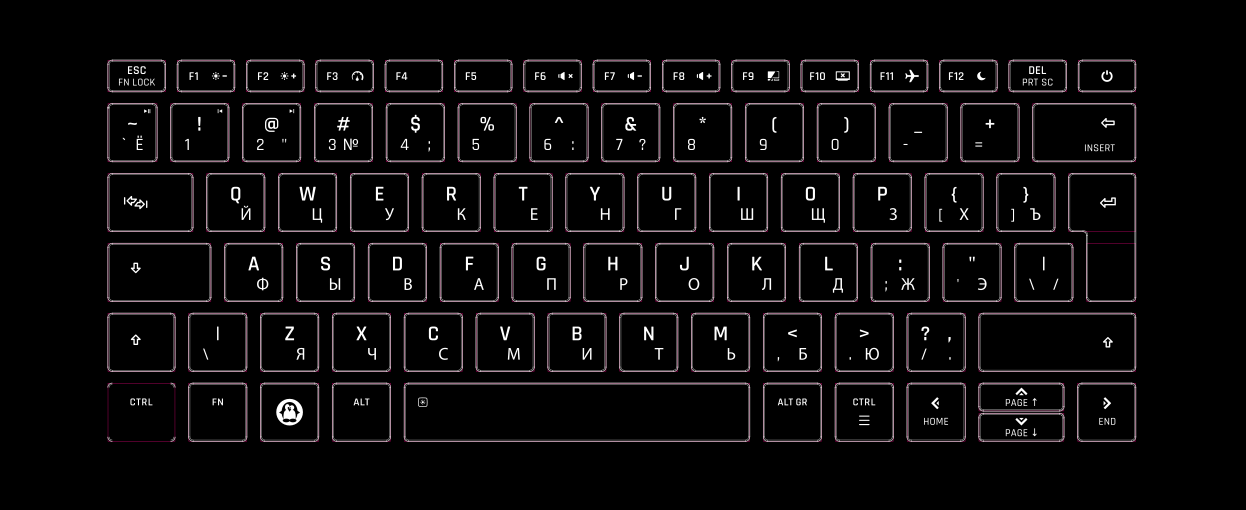 ESC F1 F2 F3 F4 F5 F6 F7 F8 F9 F10 F11 F12 DEL
FN LOCK PRT SC
~ ! @ # $ % ^ & * ( ) _ +
` Ё 1 2 " 3 № 4 ; 5 6 : 7 ? 8 9 0 - = INSERT
Q W E R T Y U I O P { }
Й Ц У К Е Н Г Ш Щ З [ Х ] Ъ
A S D F G H J K L : " |
Ф Ы В А П Р О Л Д ; Ж ' Э \ /
| Z X C V B N M < > ? ,
\ Я Ч С М И Т Ь , Б . Ю / .
CTRL FN ALT ALT GR CTRL PAGE ↑
HOME END
PAGE ↓